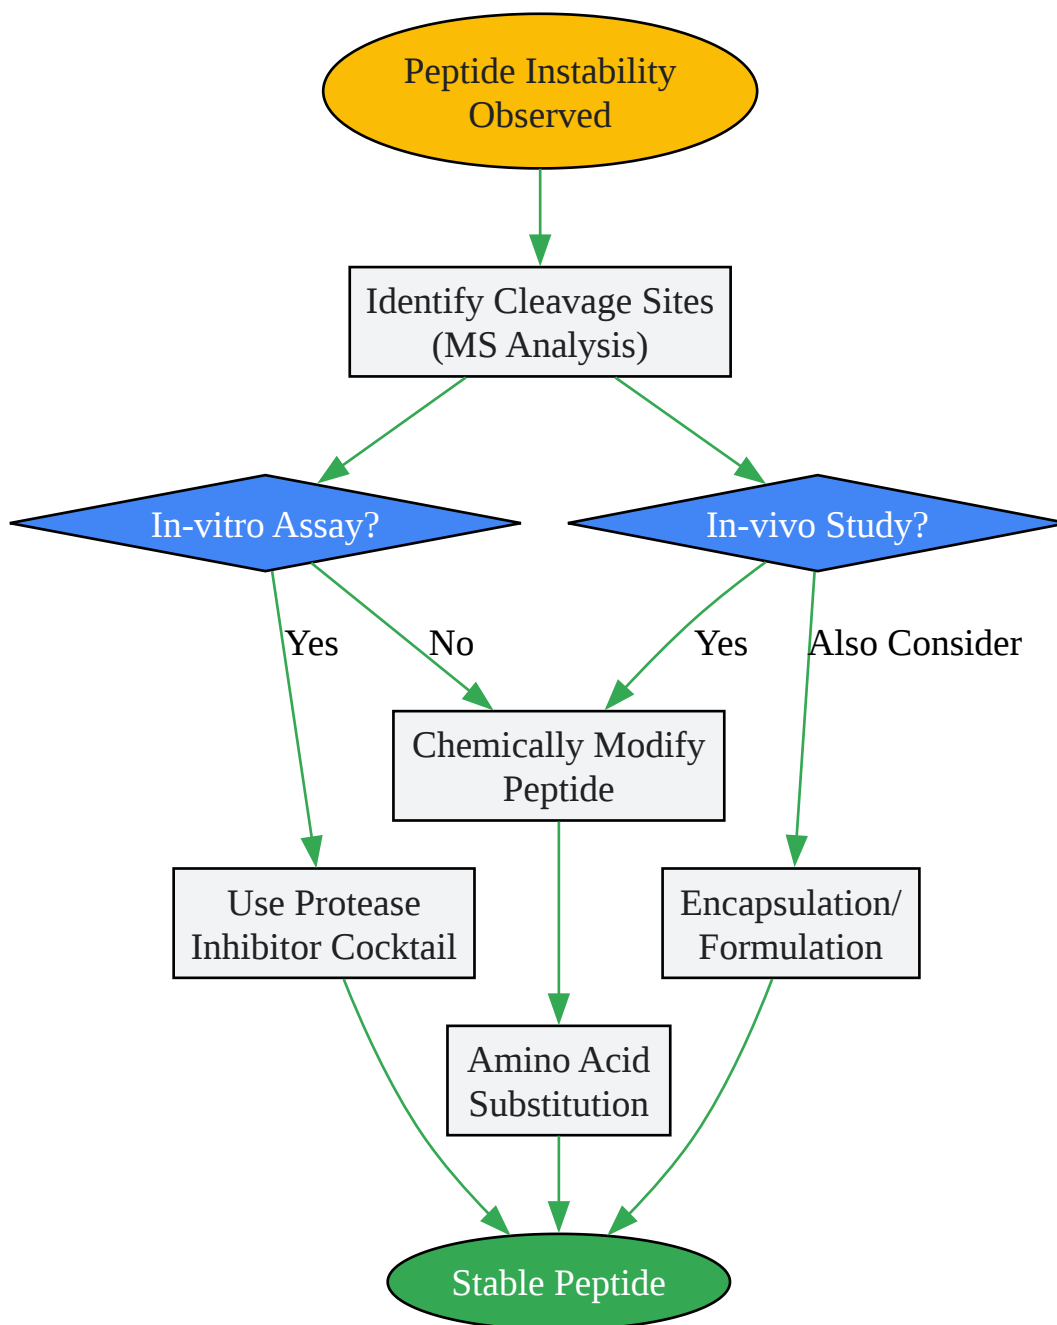 Peptide Instability
Observed
Identify Cleavage Sites
(MS Analysis)
In-vitro Assay?
In-vivo Study?
Yes
No
Yes
Also Consider
Chemically Modify
Peptide
Use Protease
Inhibitor Cocktail
Encapsulation/
Formulation
Amino Acid
Substitution
Stable Peptide